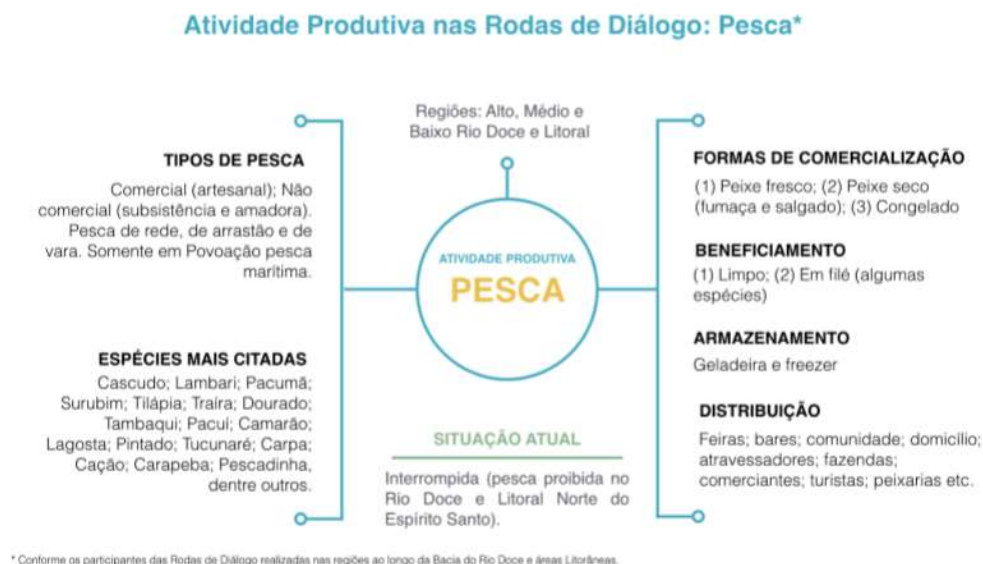 Atividade Produtiva nas Rodas de Diálogo: Pesca*
Regiões: Alto, Médio e
Baixo Rio Doce e Litoral
TIPOS DE PESCA
Comercial (artesanal); Não
comercial (subsistência e amadora).
Pesca de rede, de arrastão e de
vara. Somente em Povoação pesca
marítima.
ESPÉCIES MAIS CITADAS
Cascudo; Lambari; Pacumã;
Surubim; Tilápia; Traíra; Dourado;
Tambaqui; Pacui; Camarão;
Lagosta; Pintado; Tucunaré; Carpa;
Cação; Carapeba; Pescadinha,
dentre outros.
ATIVIDADE PRODUTIVA
PESCA
SITUAÇÃO ATUAL
Interrompida (pesca proibida no
Rio Doce e Litoral Norte do
Espírito Santo).
FORMAS DE COMERCIALIZAÇÃO
(1) Peixe fresco; (2) Peixe seco
(fumaça e salgado); (3) Congelado
BENEFICIAMENTO
(1) Limpo; (2) Em filé (algumas
espécies)
ARMAZENAMENTO
Geladeira e freezer
DISTRIBUIÇÃO
Feiras; bares; comunidade; domicílio;
atravessadores; fazendas;
comerciantes; turistas; peixarias etc.
* Conforme os participantes das Rodas de Diálogo realizadas nas regiões ao longo da Bacia do Rio Doce e áreas Litorâneas.